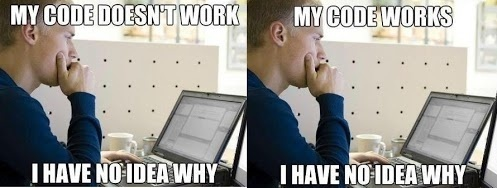 MY CODE DOESN'T WORK
I HAVE NO IDEA WHY
MY CODE WORKS
I HAVE NO IDEA WHY